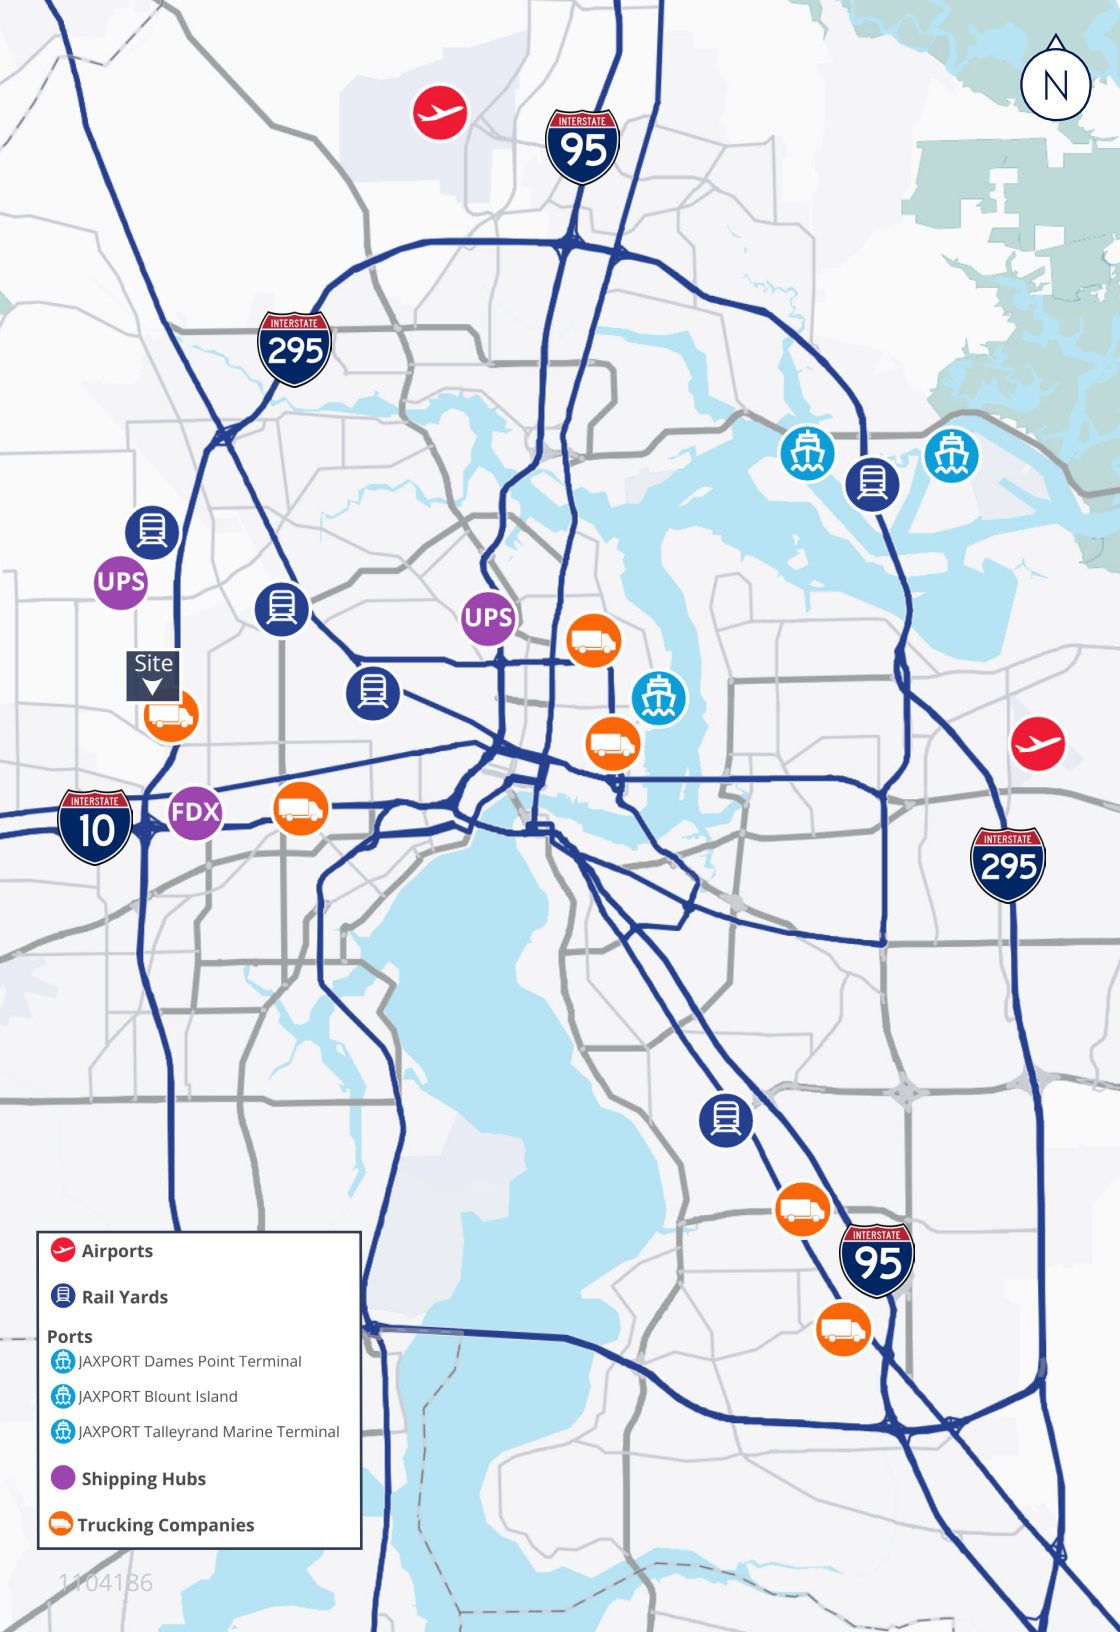 N
INTERSTATE
95
INTERSTATE
295
UPS
UPS
Site
INTERSTATE
10
FDX
INTERSTATE
295
INTERSTATE
95
Airports
Rail Yards
Ports
JAXPORT Dames Point Terminal
JAXPORT Blount Island
JAXPORT Talleyrand Marine Terminal
Shipping Hubs
Trucking Companies
1104186